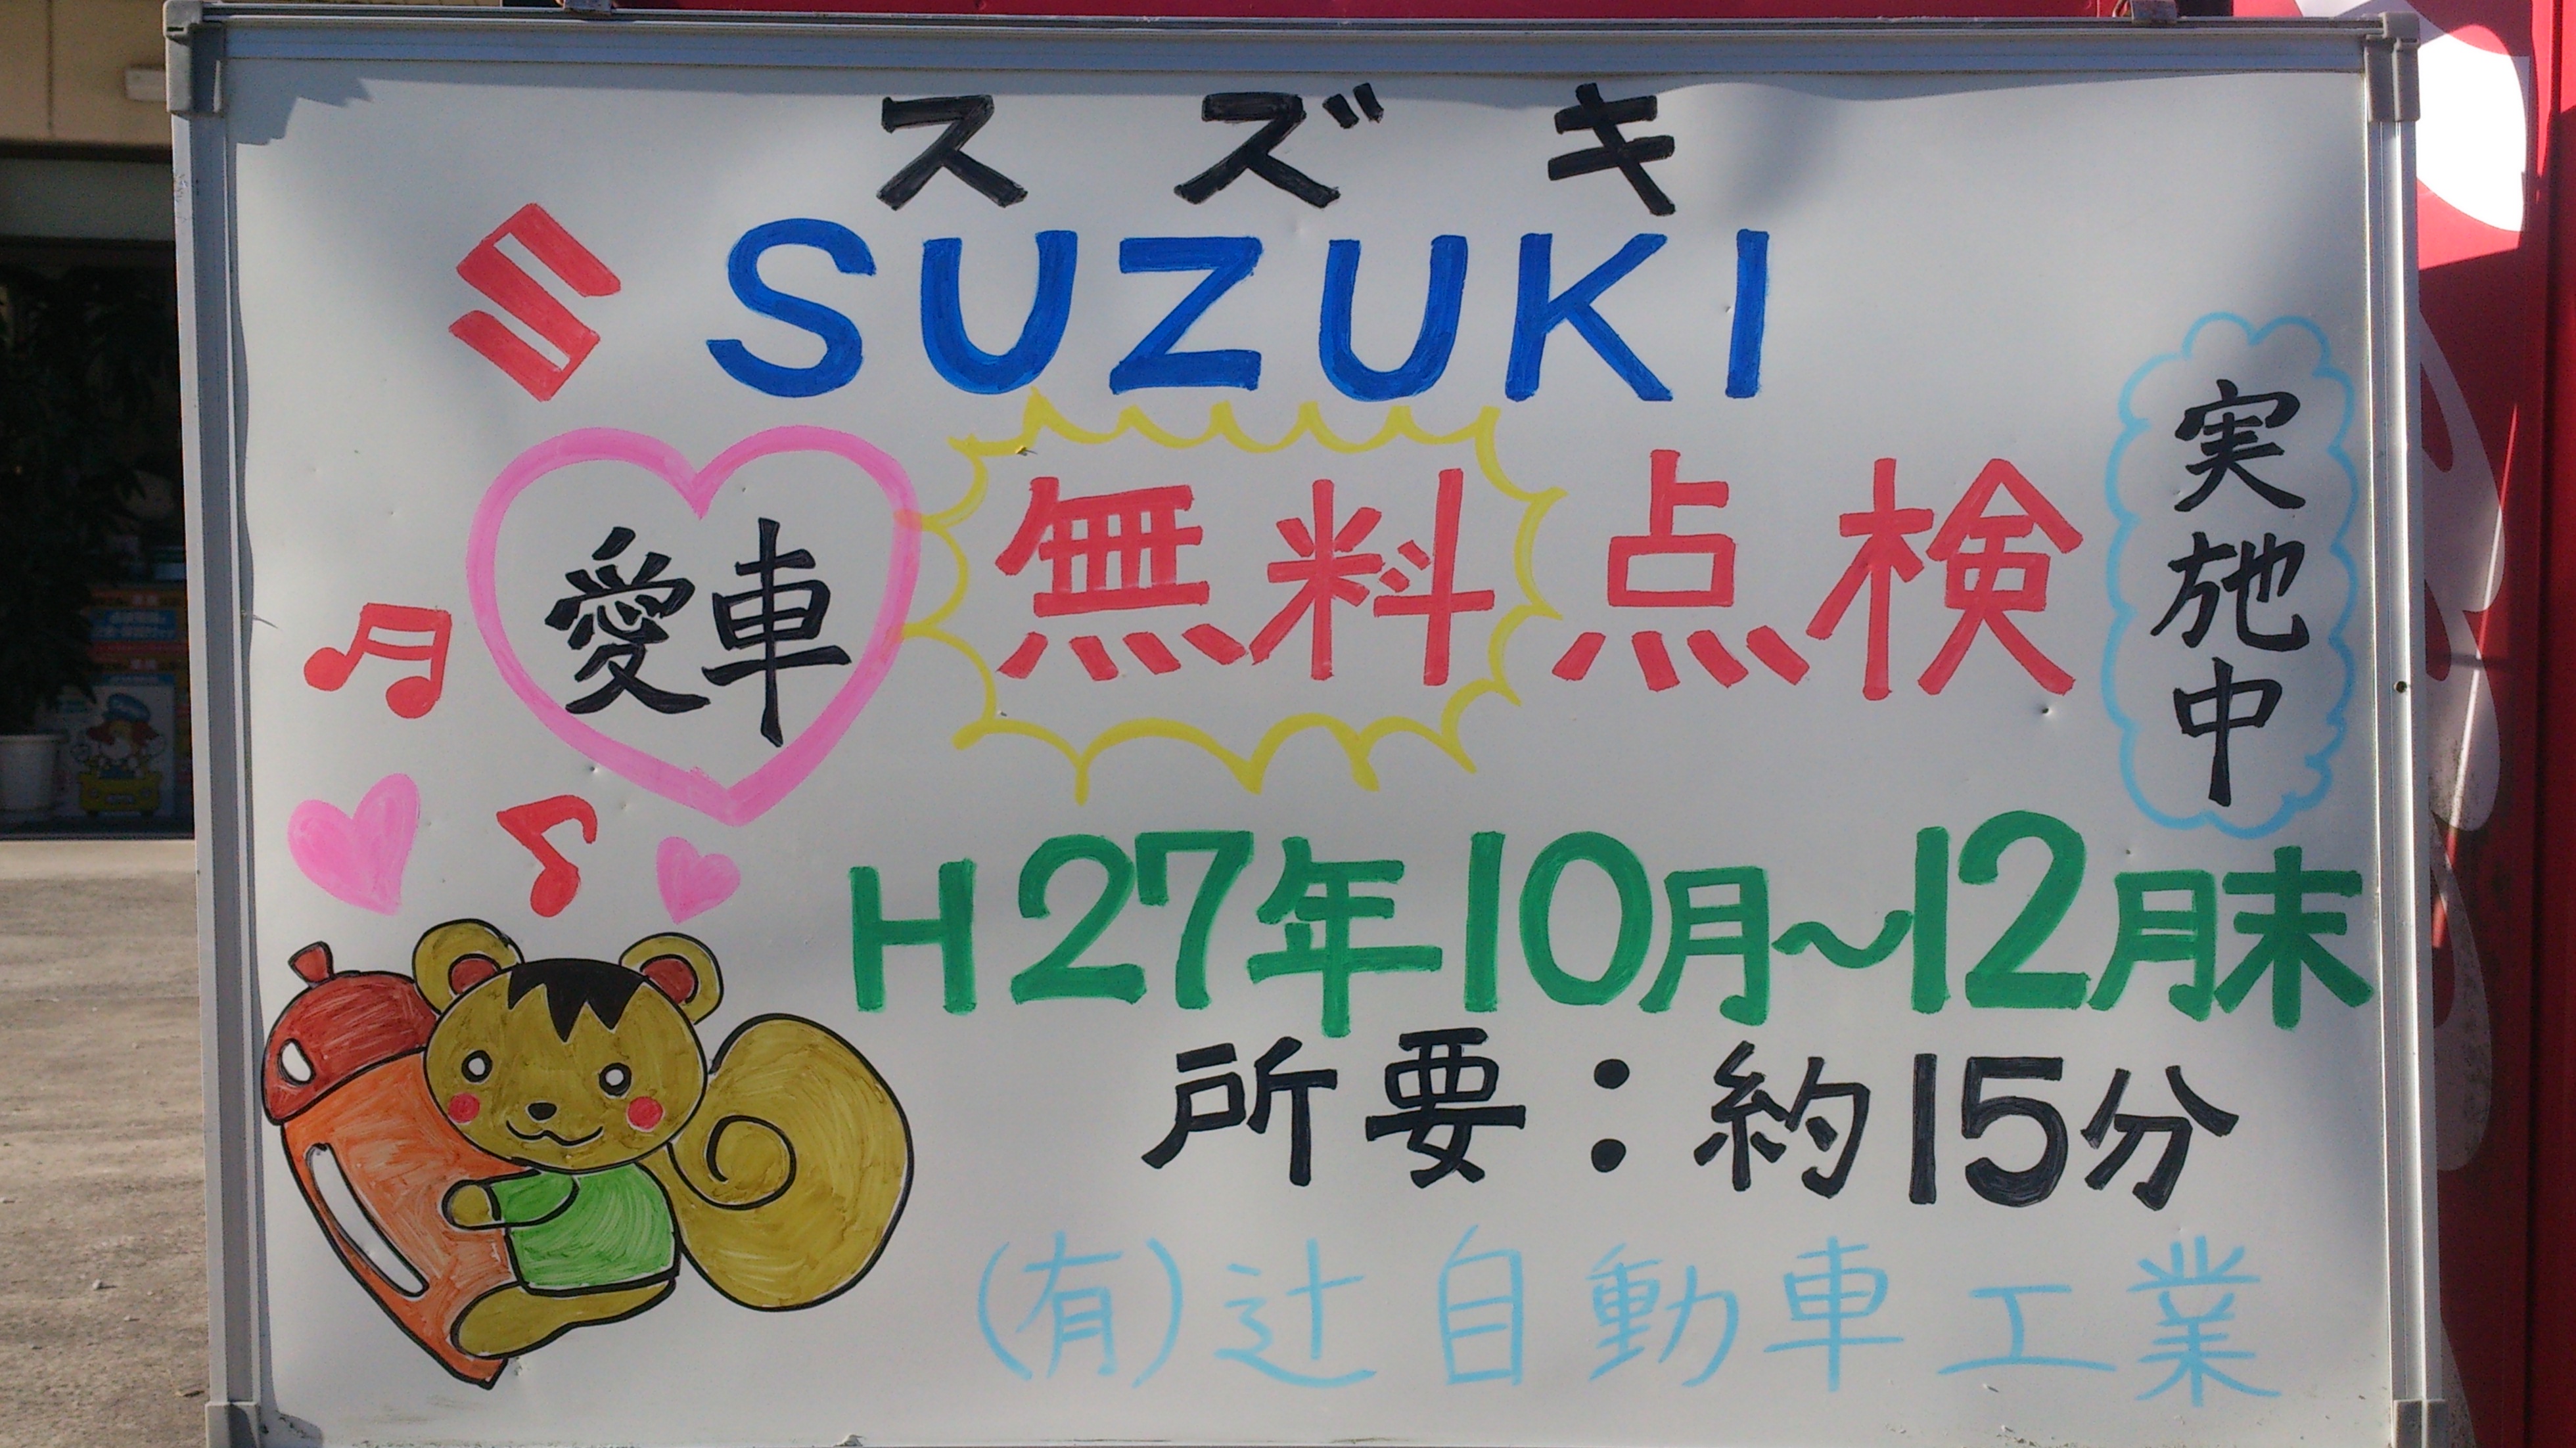 スズキ
SUZUKI
愛車 無料点検
実施中
H27年10月~12月末
所要:約15分
(有)辻自動車工業